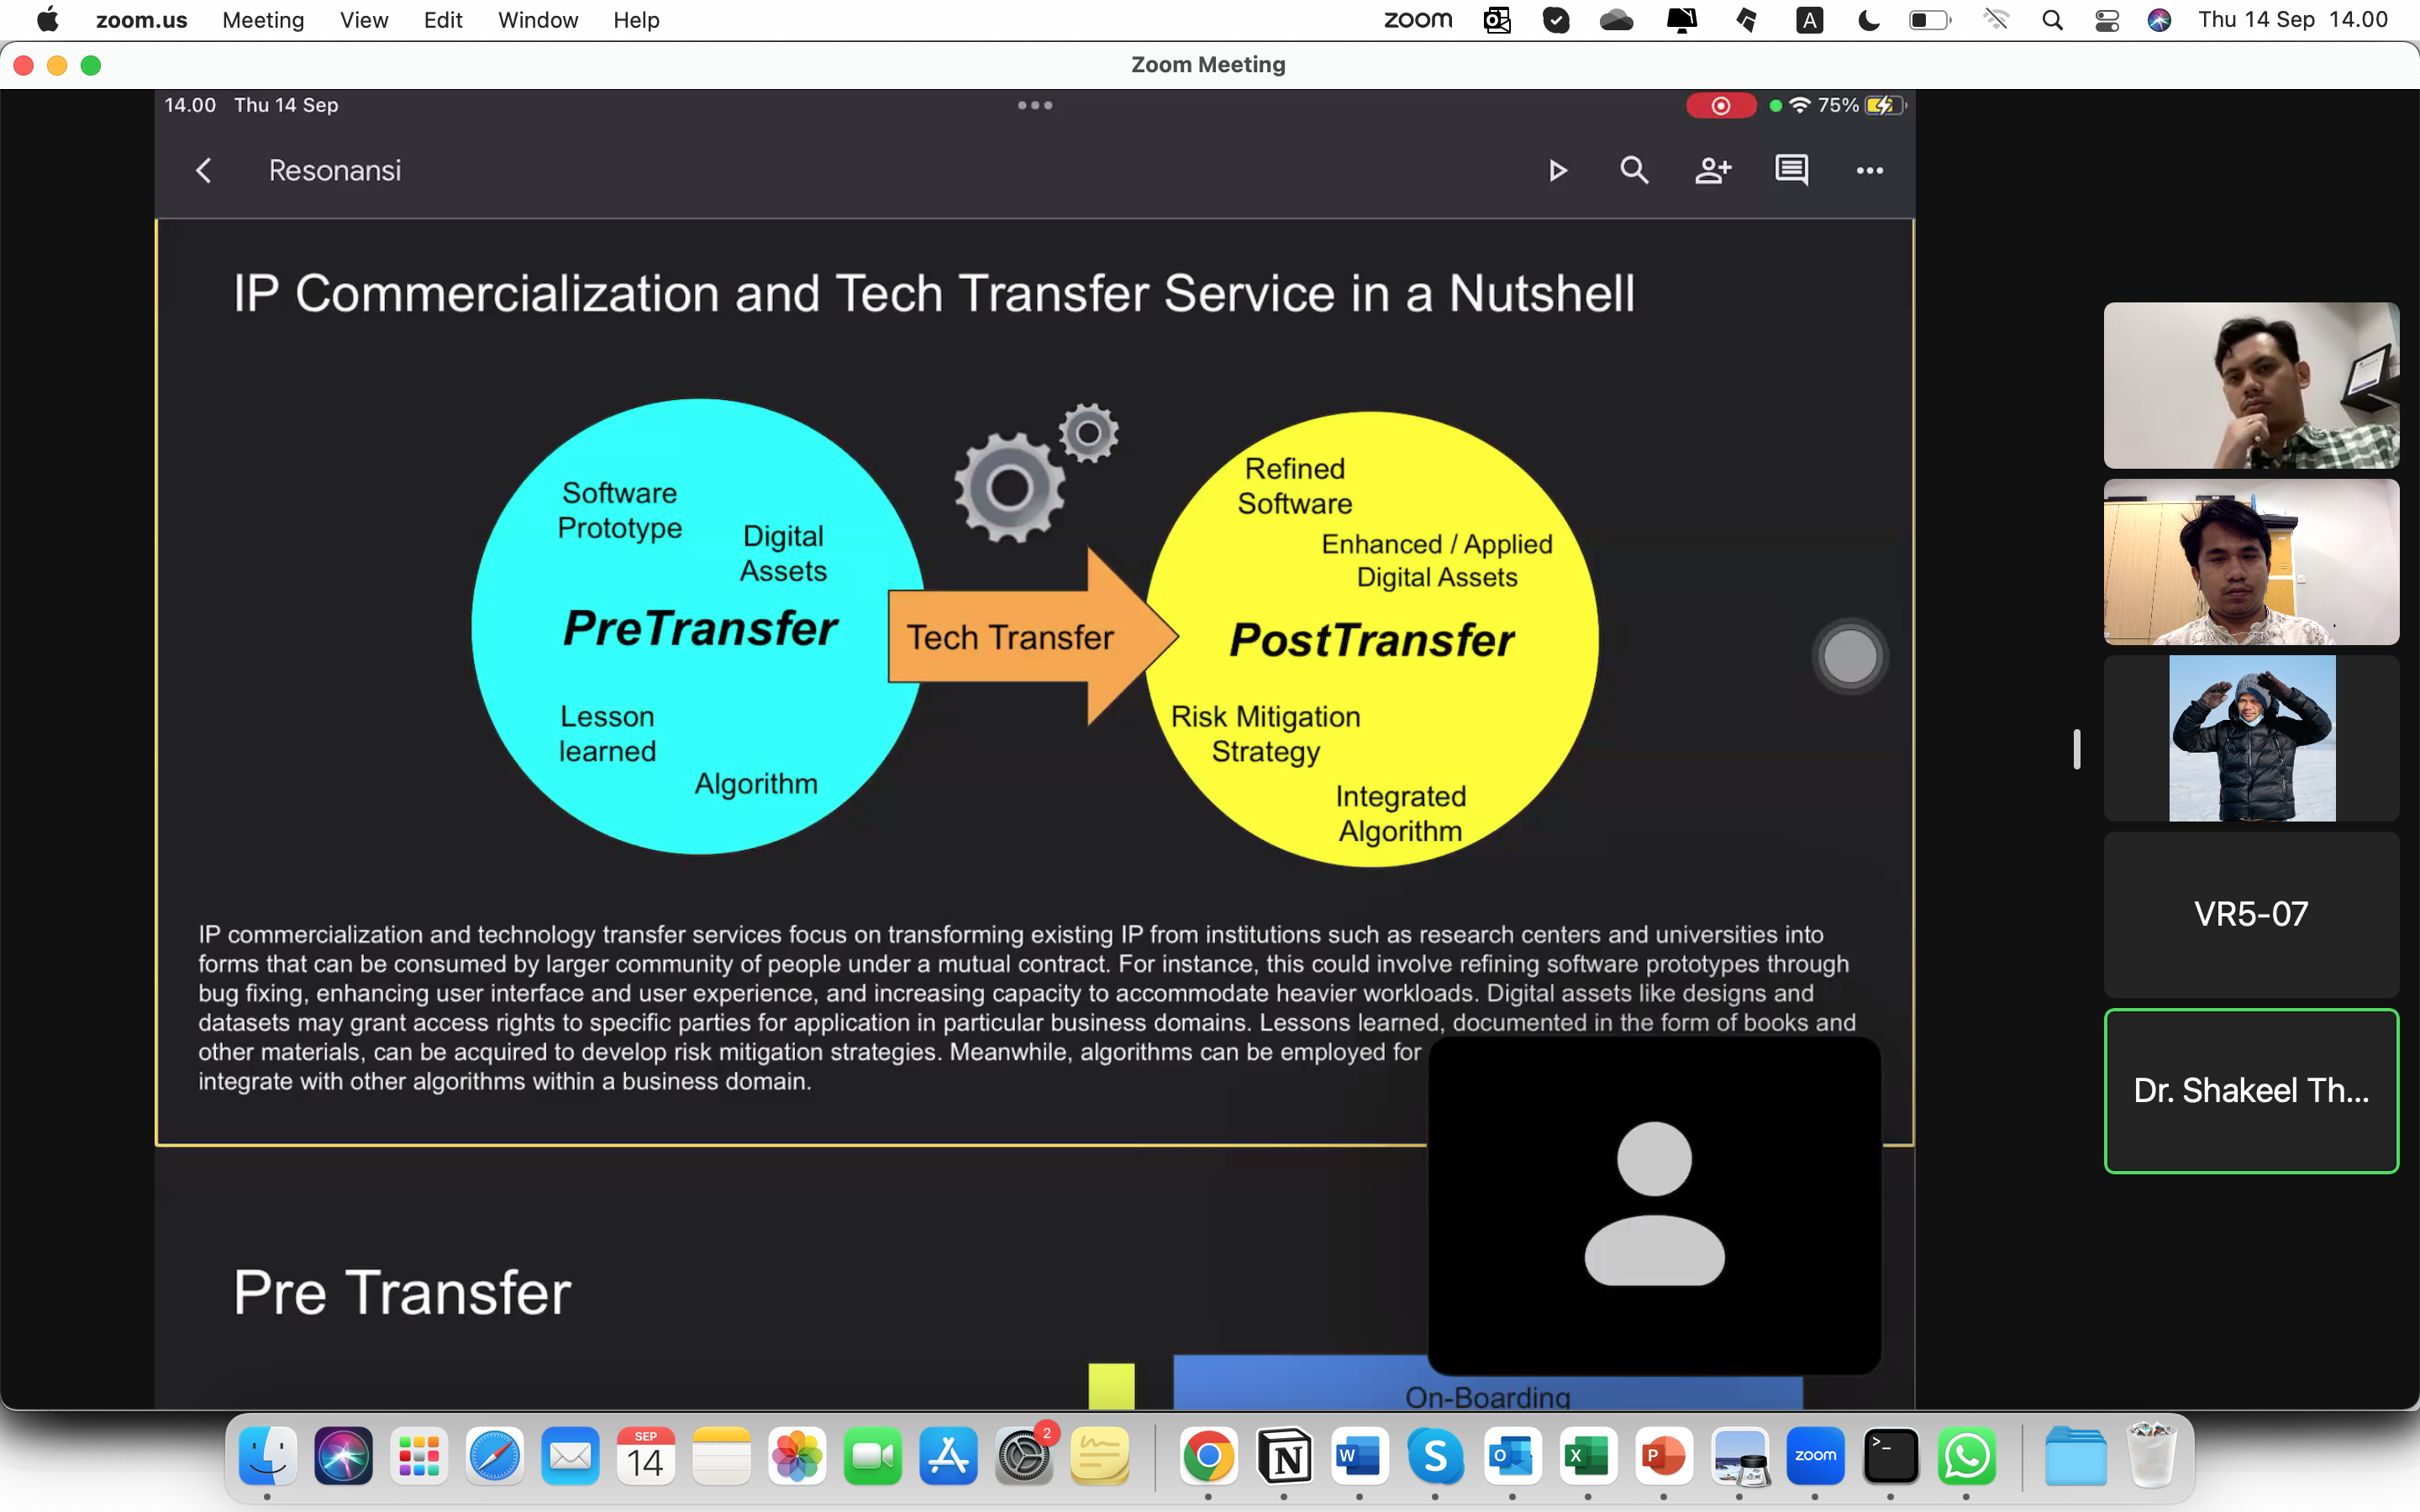 zoom.us Meeting View Edit Window Help zoom A Thu 14 Sep 14.00
Zoom Meeting
14.00 Thu 14 Sep 75%
Resonansi
IP Commercialization and Tech Transfer Service in a Nutshell
Software
Prototype
Digital
Assets
PreTransfer
Lesson
learned
Algorithm
Tech Transfer
Refined
Software
Enhanced / Applied
Digital Assets
PostTransfer
Risk Mitigation
Strategy
Integrated
Algorithm
IP commercialization and technology transfer services focus on transforming existing IP from institutions such as research centers and universities into
forms that can be consumed by larger community of people under a mutual contract. For instance, this could involve refining software prototypes through
bug fixing, enhancing user interface and user experience, and increasing capacity to accommodate heavier workloads. Digital assets like designs and
datasets may grant access rights to specific parties for application in particular business domains. Lessons learned, documented in the form of books and
other materials, can be acquired to develop risk mitigation strategies. Meanwhile, algorithms can be employed for
integrate with other algorithms within a business domain.
Pre Transfer
On-Boarding
VR5-07
Dr. Shakeel Th...
SEP
14
2
N
W
S
O
X
P
zoom
>_